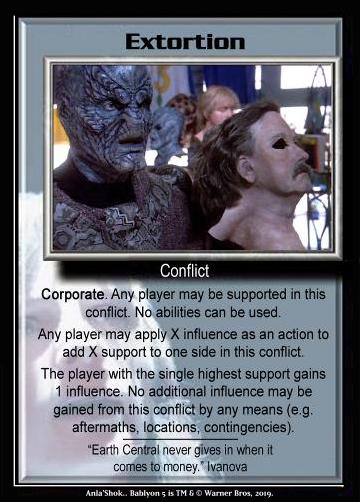 Extortion
Conflict
Corporate. Any player may be supported in this
conflict. No abilities can be used.
Any player may apply X influence as an action to
add X support to one side in this conflict.
The player with the single highest support gains
1 influence. No additional influence may be
gained from this conflict by any means (e.g.
aftermaths, locations, contingencies).
“Earth Central never gives in when it
comes to money.” Ivanova
Anla'Shok.. Bablyon 5 is TM & © Warner Bros, 2019.